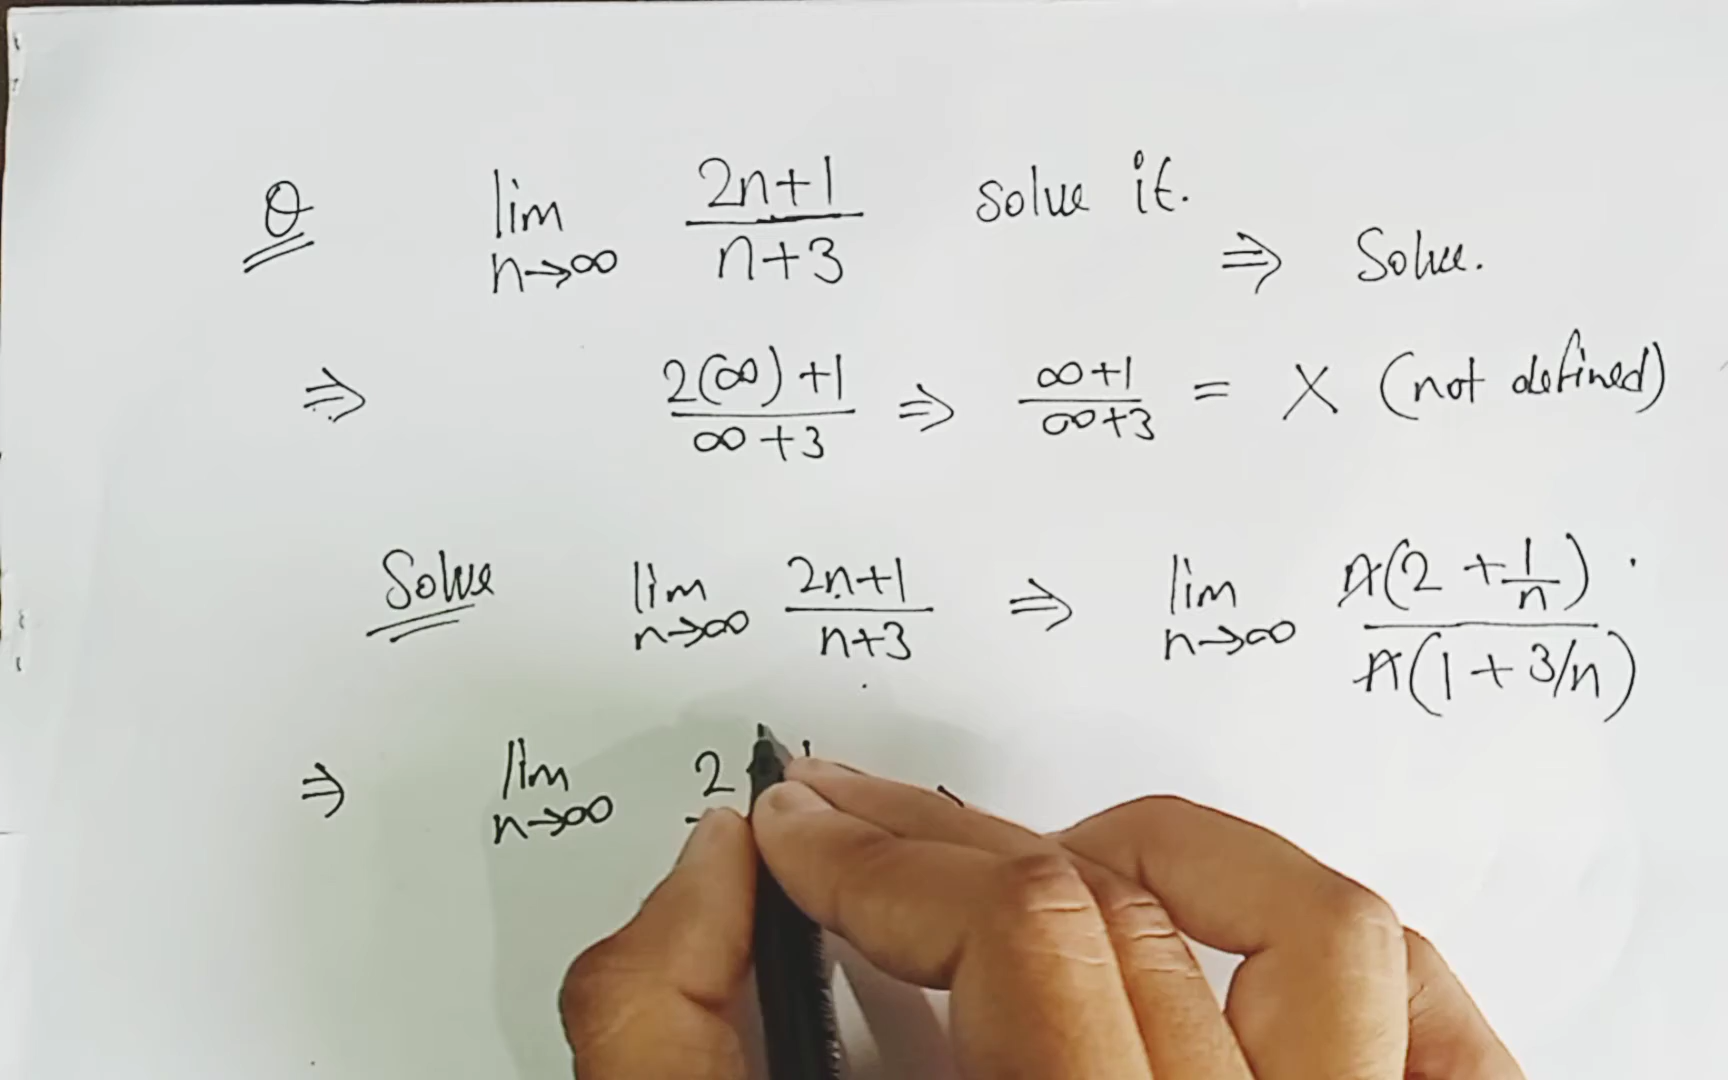 Q lim n→∞ (2n+1)/(n+3) solve it.
⇒ Solve.
⇒ (2(∞)+1)/(∞+3) ⇒ (∞+1)/(∞+3) = X (not defined)
Solve lim n→∞ (2n+1)/(n+3) ⇒ lim n→∞ n(2+1/n)/n(1+3/n)
⇒ lim n→∞ 2